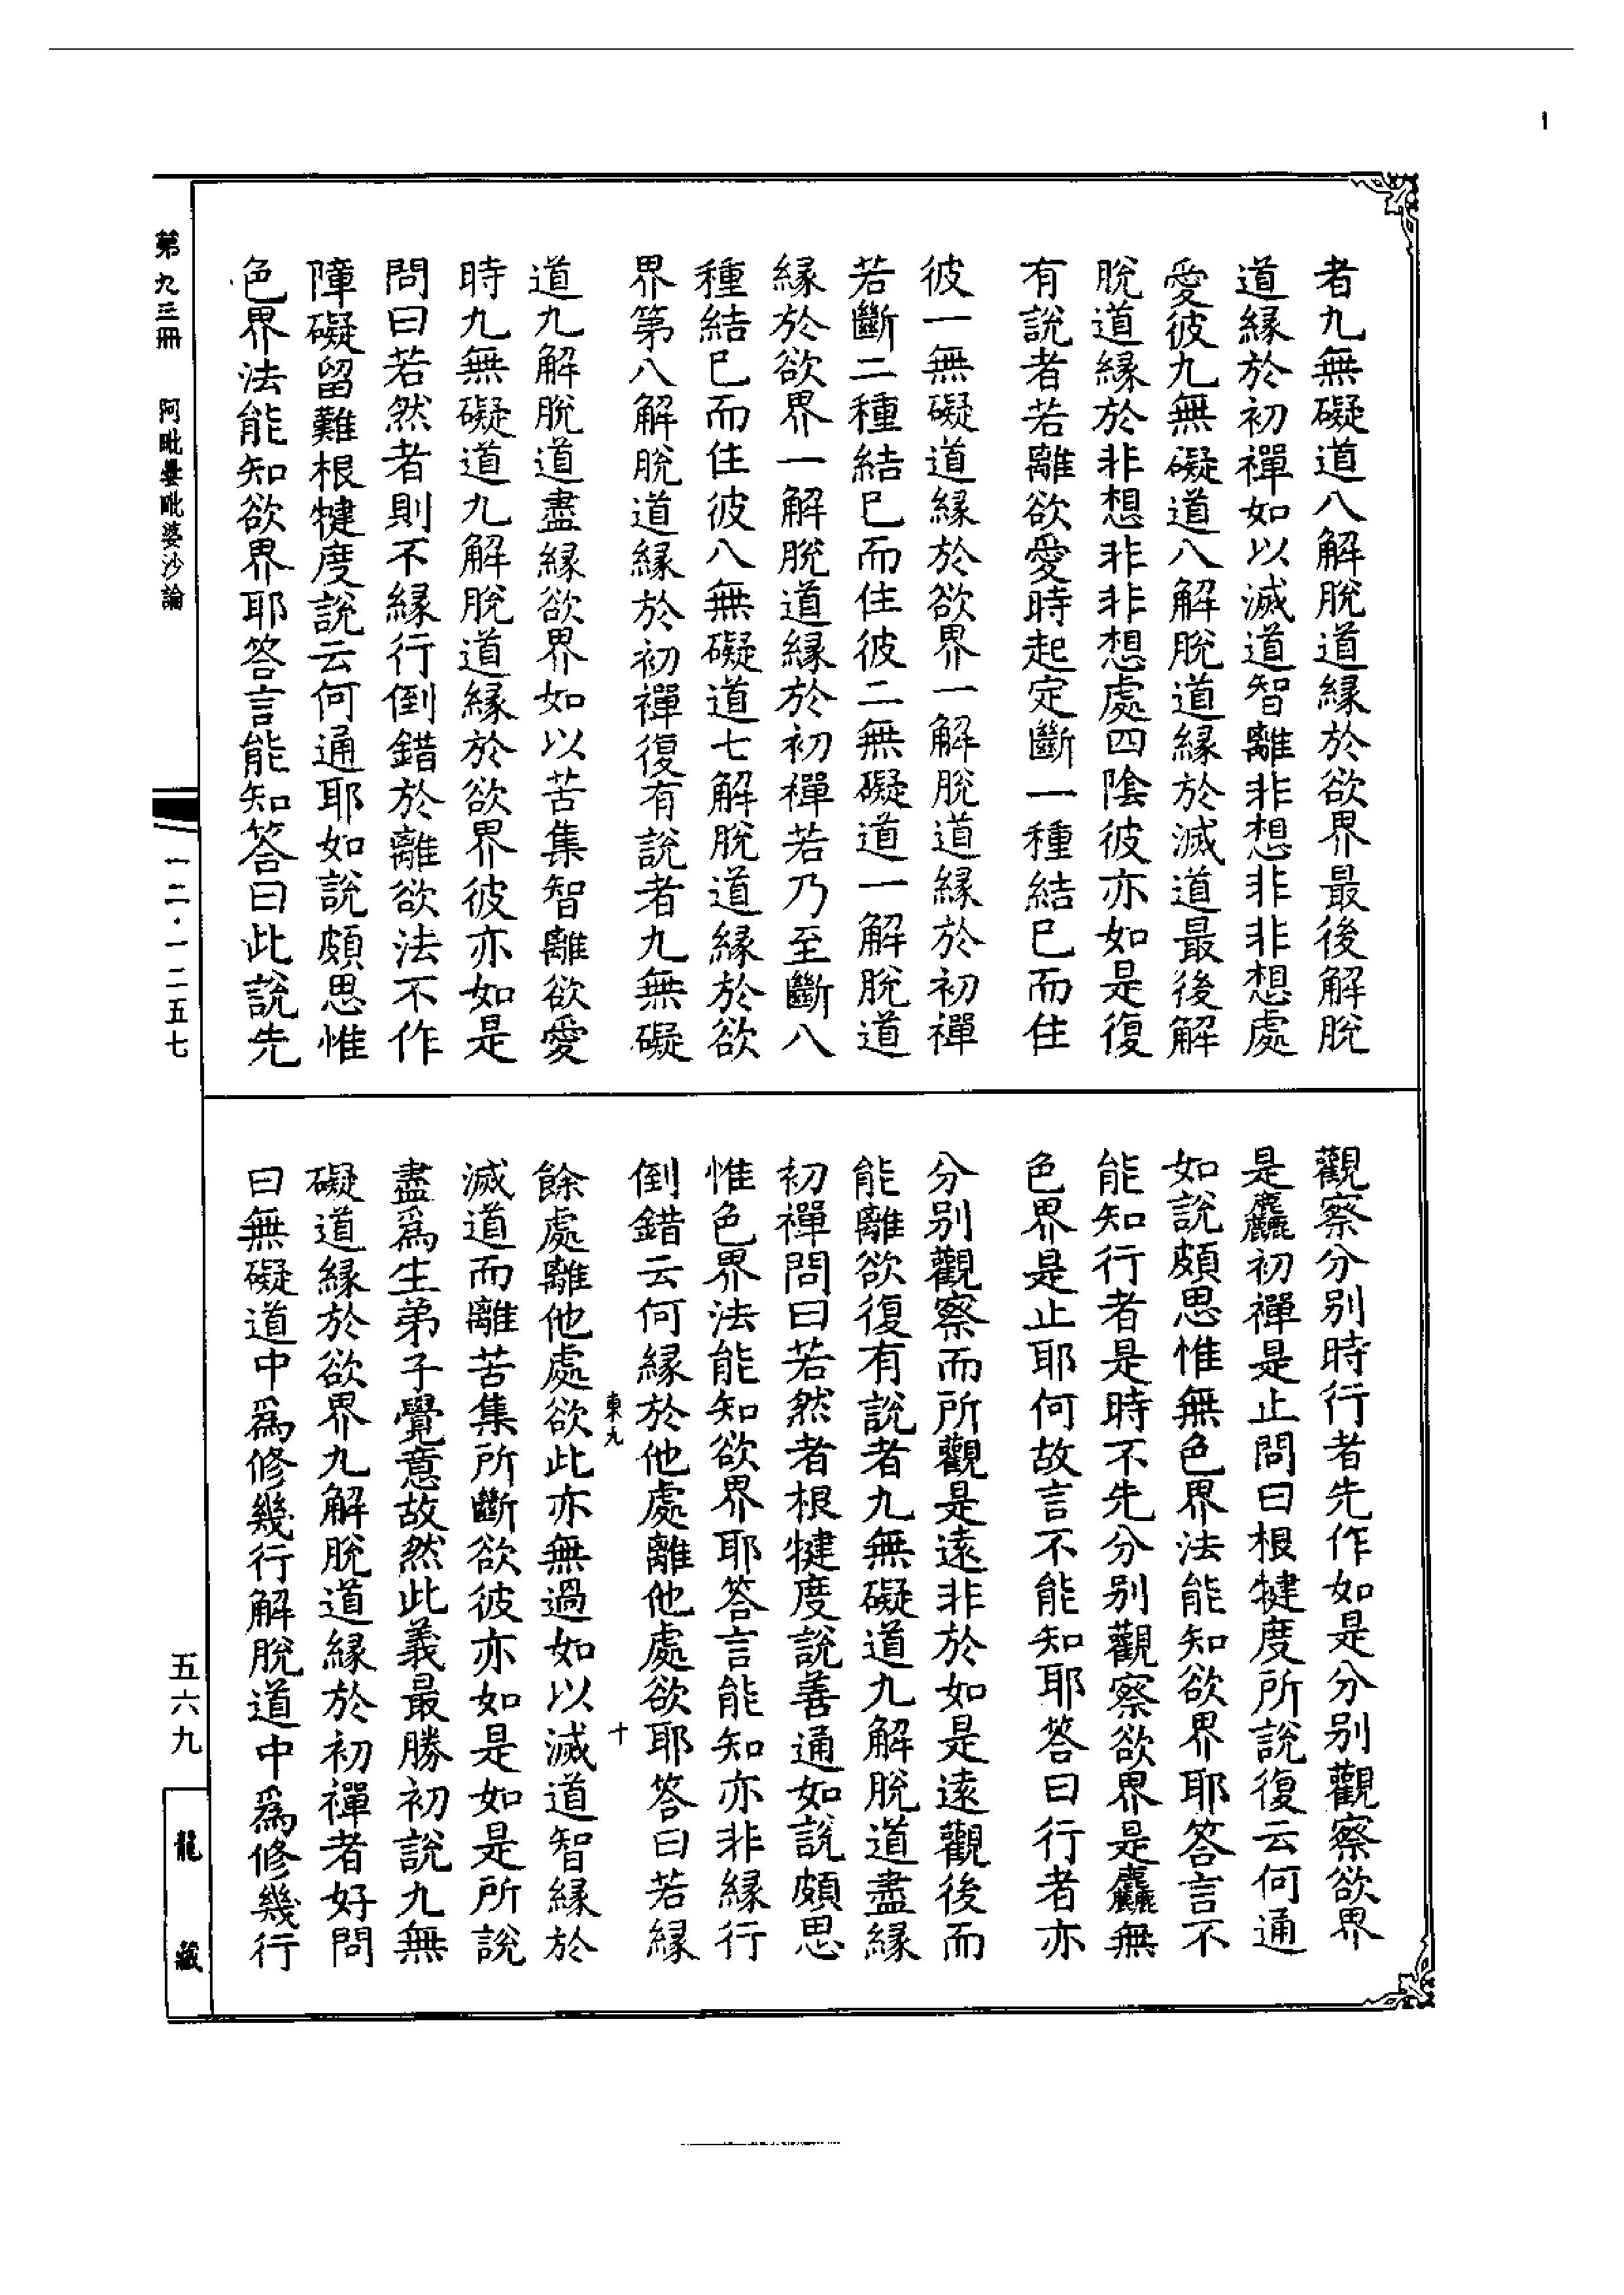 者九無礙道八解脫道緣於欲界最後解脫
道緣於初禪如以滅道智離非想非非想處
愛彼九無礙道八解脫道緣於滅道最後解
脫道緣於非想非非想處四陰彼亦如是復
有說者若離欲愛時起定斷一種結已而住
彼一無礙道緣於欲界一解脫道緣於初禪
若斷二種結已而住彼二無礙道一解脫道
緣於欲界一解脫道緣於初禪若乃至斷八
種結已而住彼八無礙道七解脫道緣於欲
界第八解脫道緣於初禪復有說者九無礙
道九解脫道盡緣欲界如以苦集智離欲愛
時九無礙道九解脫道緣於欲界彼亦如是
問曰若然者則不緣行倒錯於離欲法不作
障礙留難根犍度說云何通耶如說頗思惟
色界法能知欲界耶答言能知答曰此說先
觀察分別時行者先作如是分別觀察欲界
是麤初禪是止問曰根犍度所說復云何通
如說頗思惟無色界法能知欲界耶答言不
能知行者是時不先分別觀察欲界是麤無
色界是止耶何故言不能知耶答曰行者亦
分別觀察而所觀是遠非於如是遠觀後而
能離欲復有說者九無礙道九解脫道盡緣
初禪問曰若然者根犍度說善通如說頗思
惟色界法能知欲界耶答言能知亦非緣行
倒錯云何緣於他處離他處欲耶答曰若緣
東九
十
餘處離他處欲此亦無過如以滅道智緣於
滅道而離苦集所斷欲彼亦如是如是所說
盡爲生弟子覺意故然此義最勝初說九無
礙道緣於欲界九解脫道緣於初禪者好問
曰無礙道中爲修幾行解脫道中爲修幾行
第九三冊 阿毗曇毗婆沙論
一二·一二五七
五六九
龍藏
1